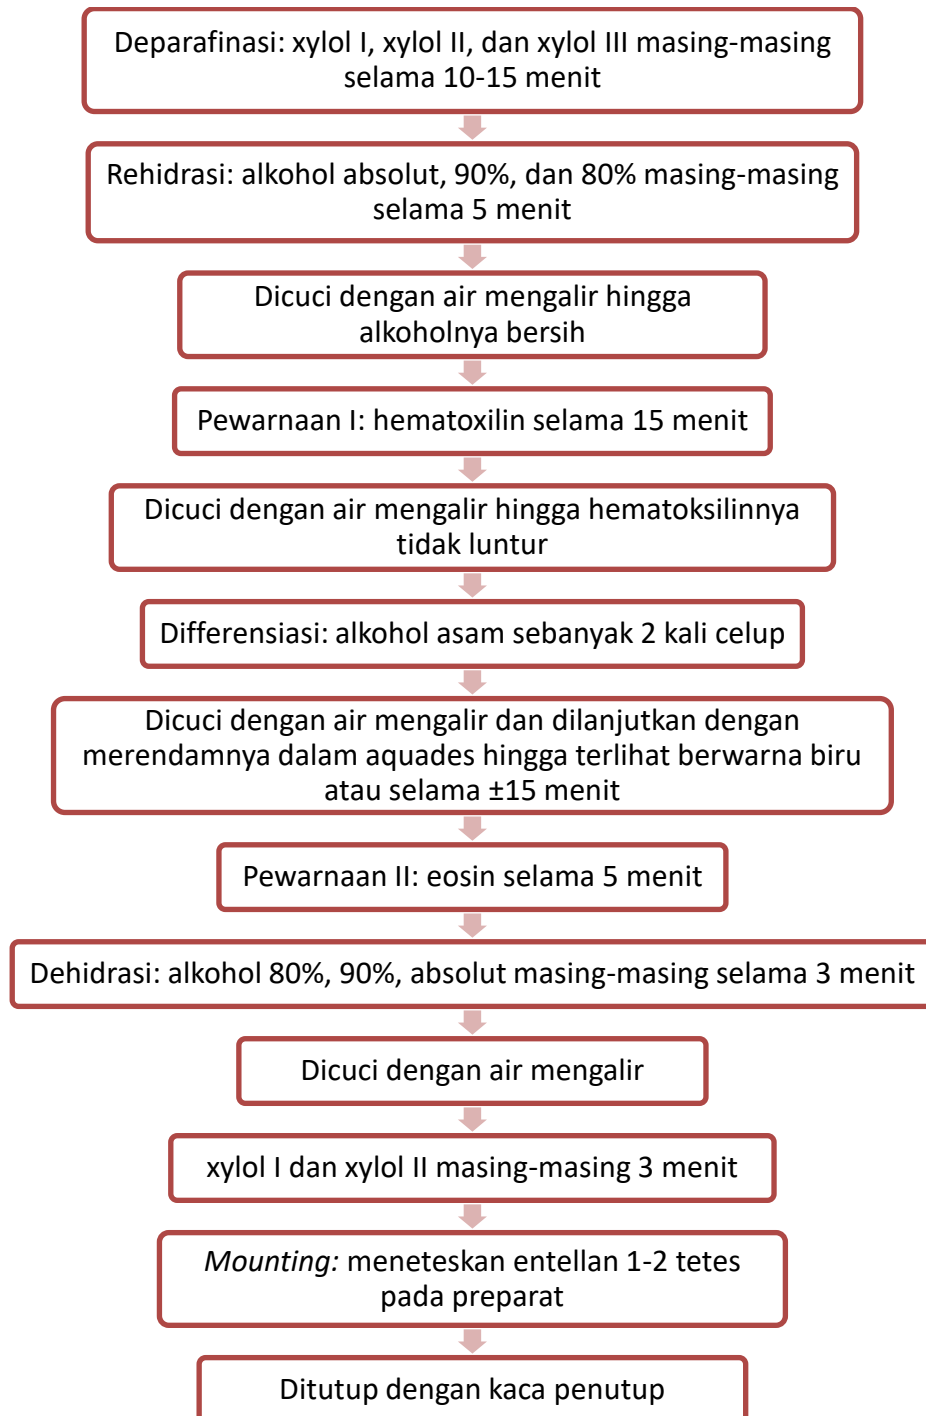 Deparafinasi: xylol I, xylol II, dan xylol III masing-masing
selama 10-15 menit
Rehidrasi: alkohol absolut, 90%, dan 80% masing-masing
selama 5 menit
Dicuci dengan air mengalir hingga
alkoholnya bersih
Pewarnaan I: hematoxilin selama 15 menit
Dicuci dengan air mengalir hingga hematoksilinnya
tidak luntur
Differensiasi: alkohol asam sebanyak 2 kali celup
Dicuci dengan air mengalir dan dilanjutkan dengan
merendamnya dalam aquades hingga terlihat berwarna biru
atau selama ±15 menit
Pewarnaan II: eosin selama 5 menit
Dehidrasi: alkohol 80%, 90%, absolut masing-masing selama 3 menit
Dicuci dengan air mengalir
xylol I dan xylol II masing-masing 3 menit
Mounting: meneteskan entellan 1-2 tetes
pada preparat
Ditutup dengan kaca penutup